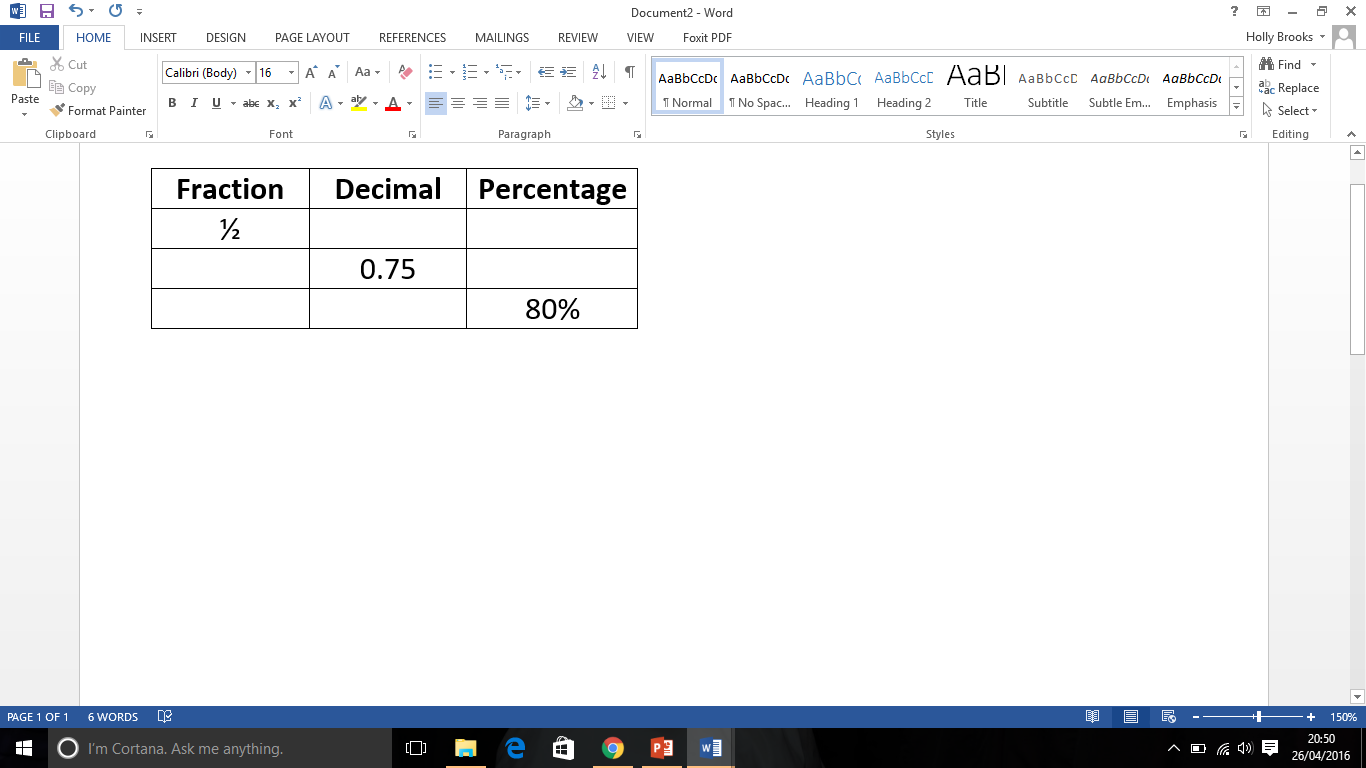 Document2 - Word
FILE HOME INSERT DESIGN PAGE LAYOUT REFERENCES MAILINGS REVIEW VIEW Foxit PDF Holly Brooks
Paste
Cut
Copy
Format Painter
Clipboard
Calibri (Body) 16
Font
Paragraph
AaBbCcDc AaBbCcDc AaBbCc AaBbCcD AaBl AaBbCcD AaBbCcDc AaBbCcDc
¶ Normal ¶ No Spac... Heading 1 Heading 2 Title Subtitle Subtle Em... Emphasis
Styles
Find
Replace
Select
Editing
Fraction Decimal Percentage
½
0.75
80%
PAGE 1 OF 1 6 WORDS 150%
I'm Cortana. Ask me anything.
20:50
26/04/2016